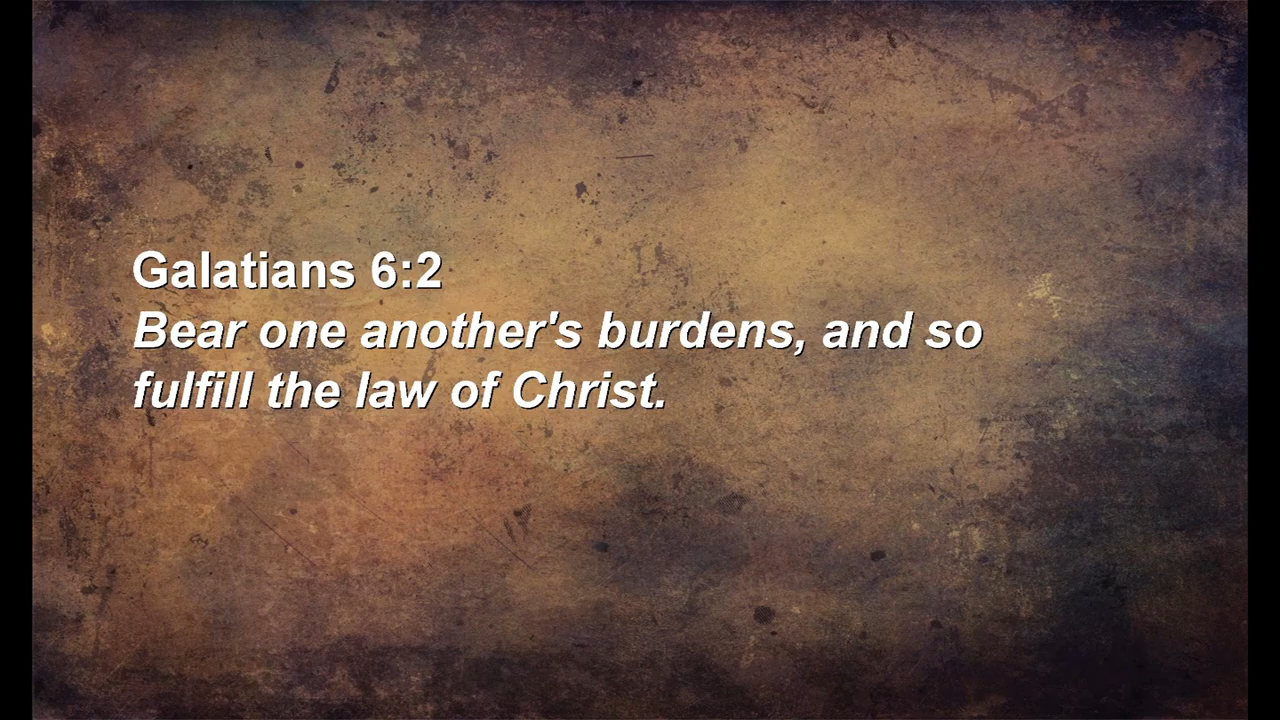 Galatians 6:2
Bear one another's burdens, and so
fulfill the law of Christ.